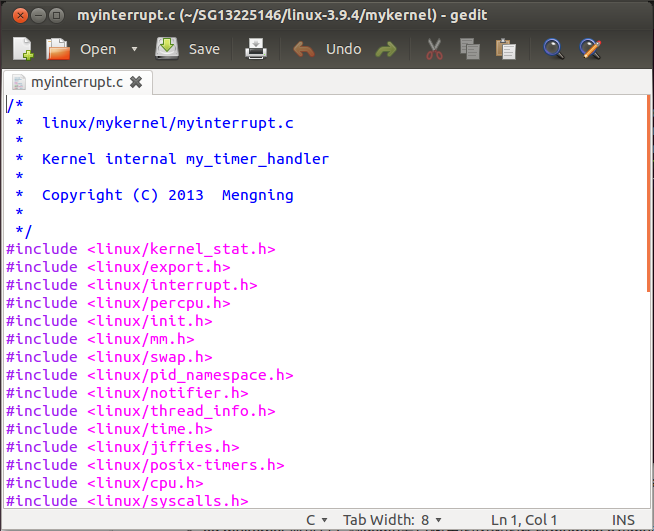 myinterrupt.c (~/SG13225146/linux-3.9.4/mykernel) - gedit
Open Save Undo
myinterrupt.c
/*
 *  linux/mykernel/myinterrupt.c
 *
 *  Kernel internal my_timer_handler
 *
 *  Copyright (C) 2013  Mengning
 *
 */
#include <linux/kernel_stat.h>
#include <linux/export.h>
#include <linux/interrupt.h>
#include <linux/percpu.h>
#include <linux/init.h>
#include <linux/mm.h>
#include <linux/swap.h>
#include <linux/pid_namespace.h>
#include <linux/notifier.h>
#include <linux/thread_info.h>
#include <linux/time.h>
#include <linux/jiffies.h>
#include <linux/posix-timers.h>
#include <linux/cpu.h>
#include <linux/syscalls.h>
C Tab Width: 8 Ln 1, Col 1 INS